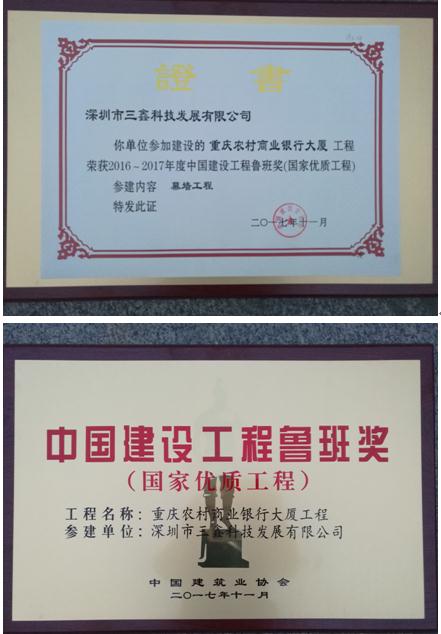 證書
深圳市三鑫科技发展有限公司
你单位参加建设的 重庆农村商业银行大厦 工程
荣获2016~2017年度中国建设工程鲁班奖(国家优质工程)
参建内容 幕墙工程
特发此证
二〇一七年十一月
中国建设工程鲁班奖
(国家优质工程)
工程名称:重庆农村商业银行大厦工程
参建单位:深圳市三鑫科技发展有限公司
中国建筑业协会
二〇一七年十一月